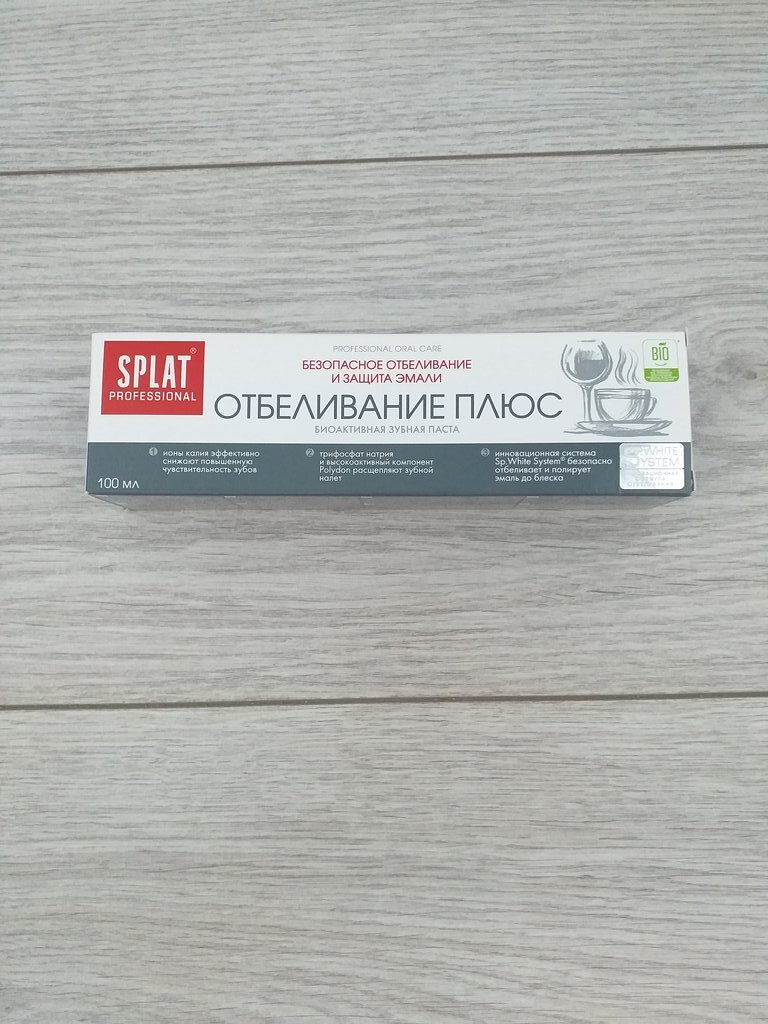 SPLAT®
PROFESSIONAL
PROFESSIONAL ORAL CARE
БЕЗОПАСНОЕ ОТБЕЛИВАНИЕ
И ЗАЩИТА ЭМАЛИ
ОТБЕЛИВАНИЕ ПЛЮС
БИОАКТИВНАЯ ЗУБНАЯ ПАСТА
BIO
100 МЛ
1 ионы калия эффективно
снижают повышенную
чувствительность зубов
2 трифосфат натрия
и высокоактивный компонент
Polydon расщепляют зубной
налет
3 инновационная система
Sp.White System® безопасно
отбеливает и полирует
эмаль до блеска
SP.WHITE
SYSTEM